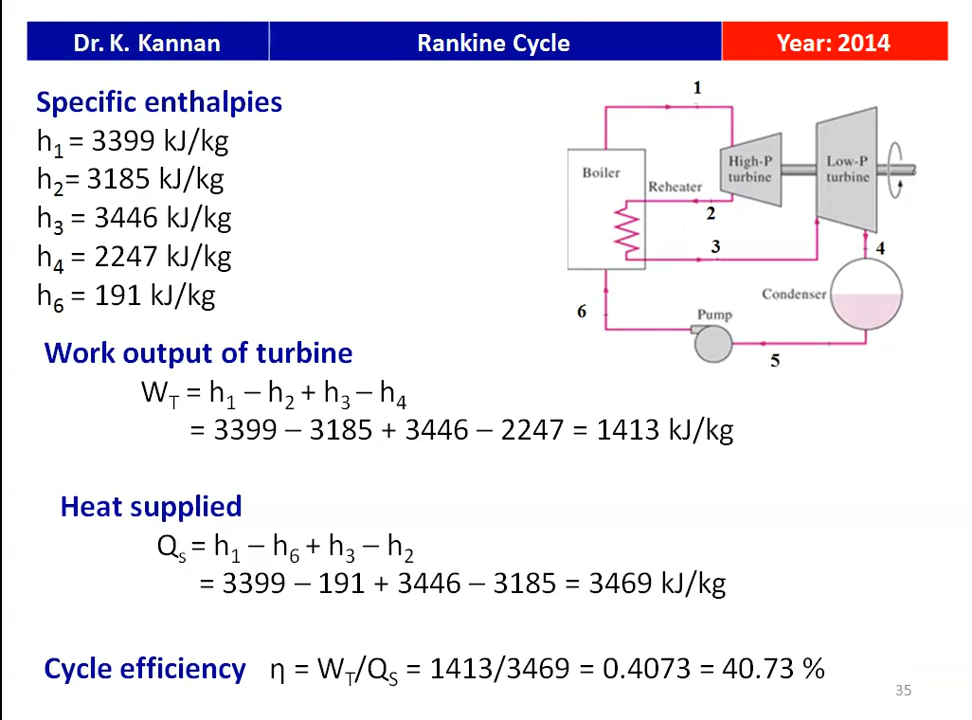 Dr. K. Kannan Rankine Cycle Year: 2014
Specific enthalpies
h₁ = 3399 kJ/kg
h₂= 3185 kJ/kg
h₃ = 3446 kJ/kg
h₄ = 2247 kJ/kg
h₆ = 191 kJ/kg
1
Boiler
High-P
turbine
Low-P
turbine
Reheater
2
3
4
Condenser
6
Pump
5
Work output of turbine
W_T = h₁ – h₂ + h₃ – h₄
= 3399 – 3185 + 3446 – 2247 = 1413 kJ/kg
Heat supplied
Qₛ = h₁ – h₆ + h₃ – h₂
= 3399 – 191 + 3446 – 3185 = 3469 kJ/kg
Cycle efficiency η = W_T/Q_S = 1413/3469 = 0.4073 = 40.73 %
35